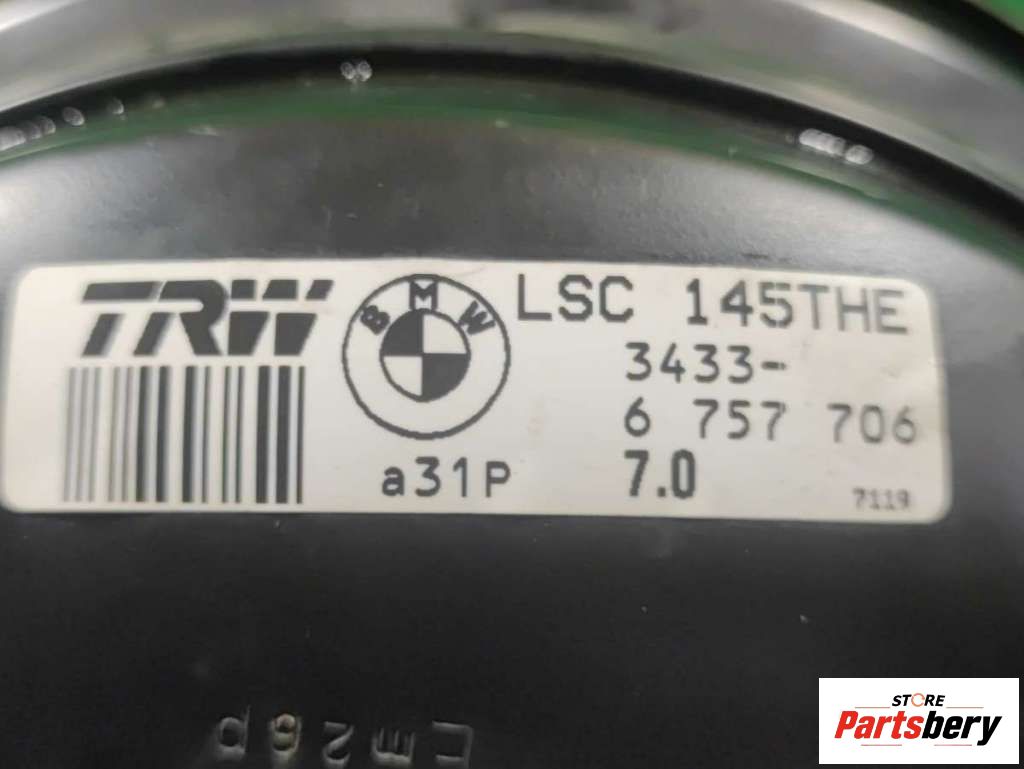 TRW
BMW
LSC 145THE
3433-
6 757 706
a31P
7.0
7119
STORE
Partsbery